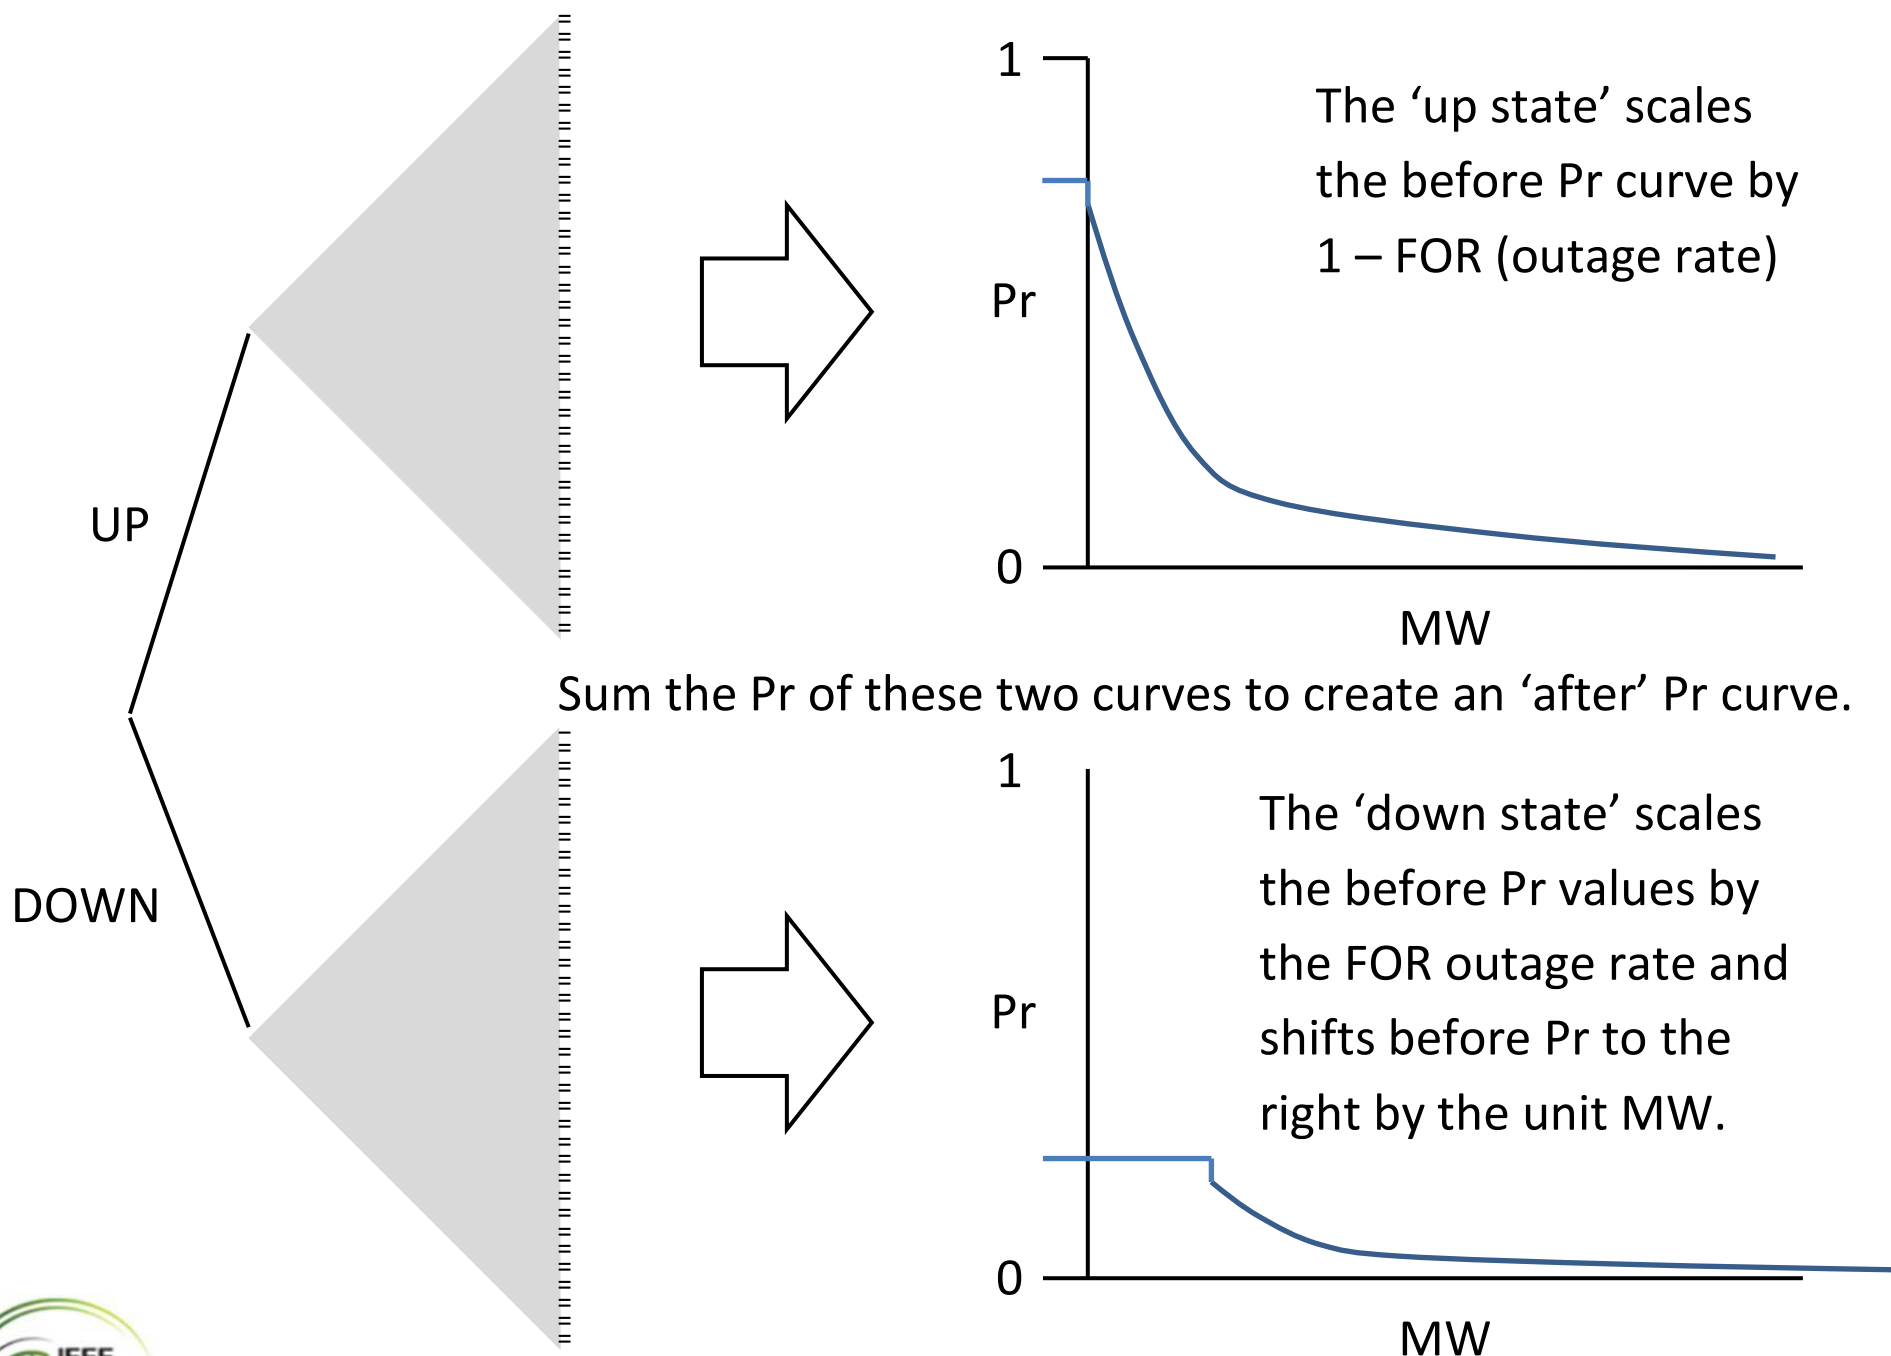 1
The ‘up state’ scales
the before Pr curve by
1 – FOR (outage rate)
Pr
UP
0
MW
Sum the Pr of these two curves to create an ‘after’ Pr curve.
1
The ‘down state’ scales
the before Pr values by
the FOR outage rate and
shifts before Pr to the
right by the unit MW.
DOWN
Pr
0
MW
IEEE